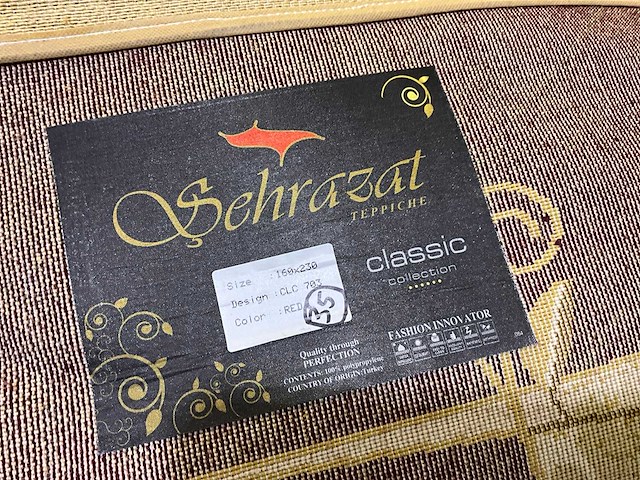 Şehrazat
TEPPICHE
classic
collection
Size :160x230
Design :CLC 703
Color :RED
35
Quality through
PERFECTION
CONTENTS: 100% polypropylene
COUNTRY OF ORIGIN:Turkey
FASHION INNOVATOR